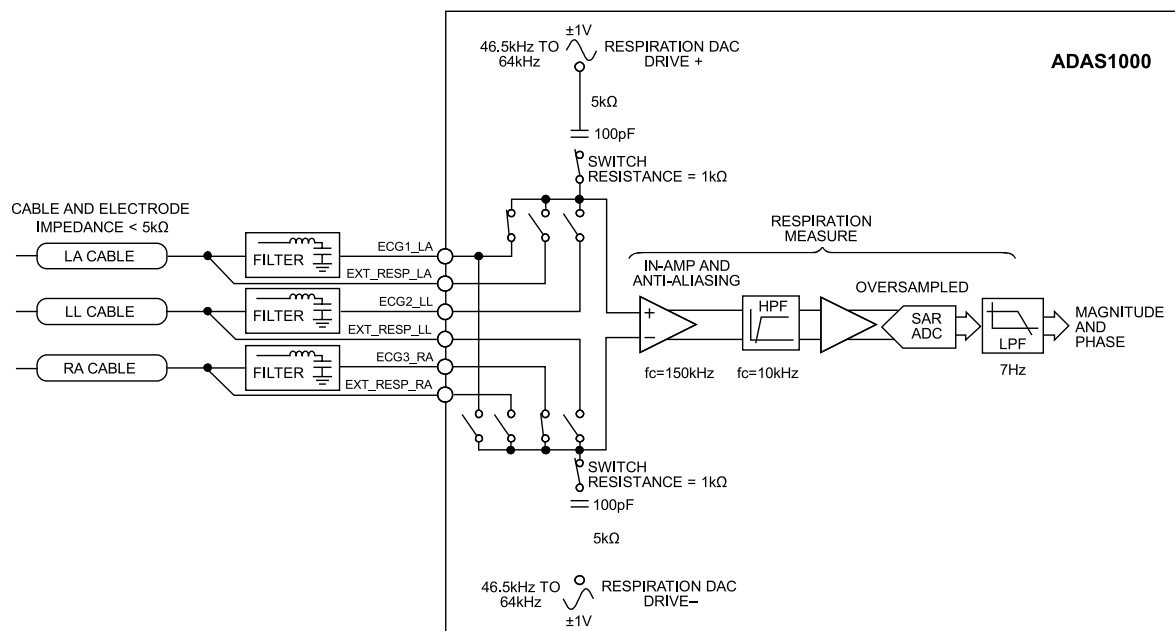 ±1V
46.5kHz TO
64kHz
RESPIRATION DAC
DRIVE +
ADAS1000
5kΩ
100pF
SWITCH
RESISTANCE = 1kΩ
CABLE AND ELECTRODE
IMPEDANCE < 5kΩ
LA CABLE
FILTER
ECG1_LA
EXT_RESP_LA
LL CABLE
FILTER
ECG2_LL
EXT_RESP_LL
RA CABLE
FILTER
ECG3_RA
EXT_RESP_RA
RESPIRATION
MEASURE
IN-AMP AND
ANTI-ALIASING
+
−
fc=150kHz
HPF
fc=10kHz
OVERSAMPLED
SAR
ADC
LPF
7Hz
MAGNITUDE
AND
PHASE
SWITCH
RESISTANCE = 1kΩ
100pF
5kΩ
46.5kHz TO
64kHz
RESPIRATION DAC
DRIVE–
±1V